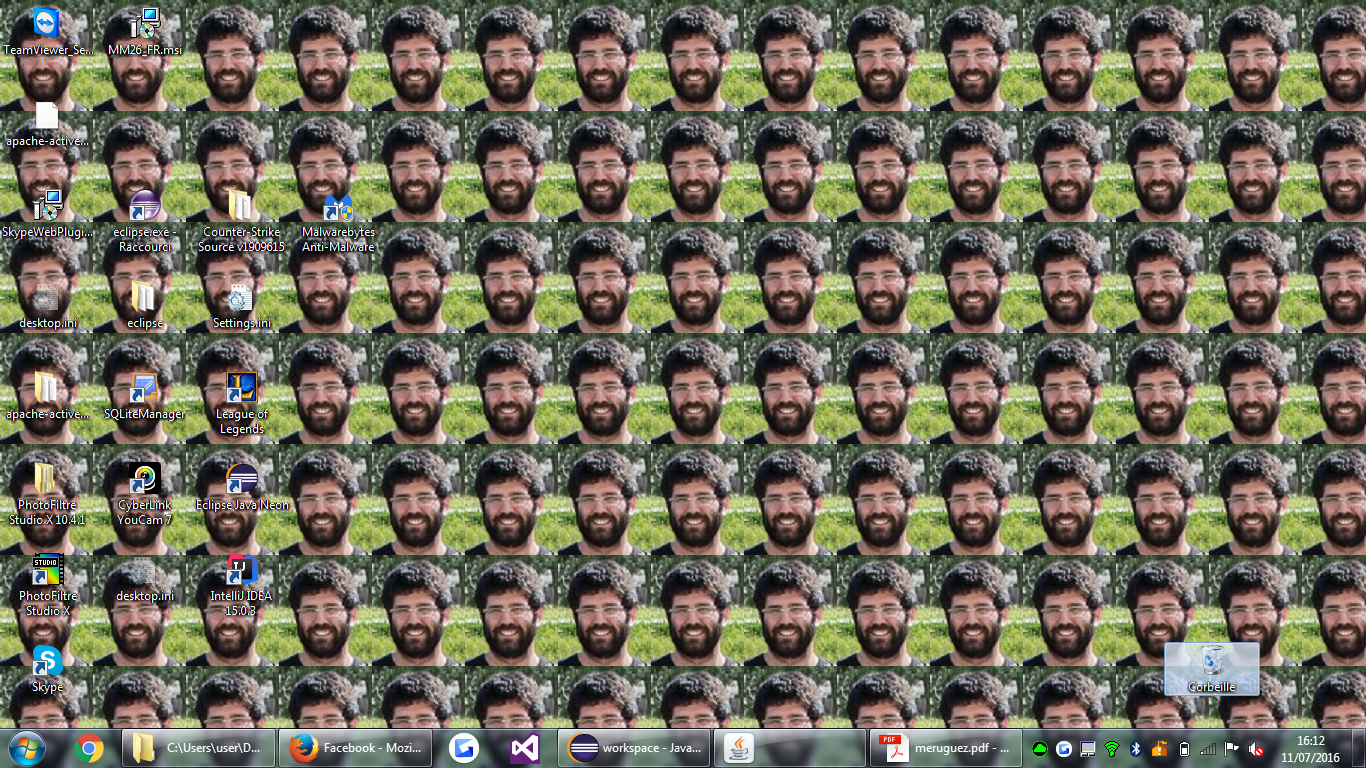 TeamViewer_Se...
MM26_FR.msi
apache-active...
SkypeWebPlugi...
eclipse.exe -
Raccourci
Counter-Strike
Source v1909615
Malwarebytes
Anti-Malware
desktop.ini
eclipse
Settings.ini
apache-active...
SQLiteManager
League of
Legends
PhotoFiltre
Studio X 10.4.1
CyberLink
YouCam 7
Eclipse Java Neon
STUDIO
PhotoFiltre
Studio X
desktop.ini
IJ
IntelliJ IDEA
15.0.3
Skype
Corbeille
C:\Users\user\D...
Facebook - Mozi...
workspace - Java...
PDF
meruguez.pdf - ...
16:12
11/07/2016